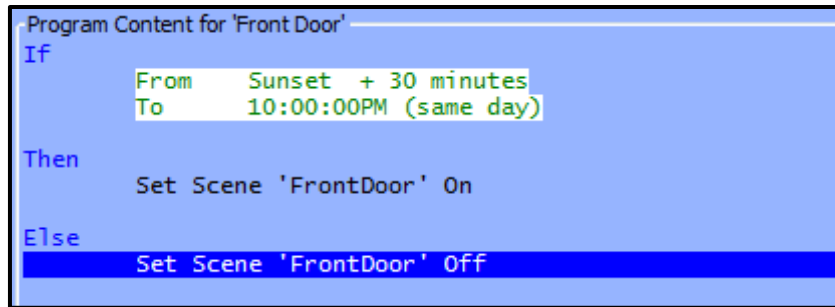 Program Content for 'Front Door'
If
From Sunset + 30 minutes
To 10:00:00PM (same day)
Then
Set Scene 'FrontDoor' On
Else
Set Scene 'FrontDoor' Off